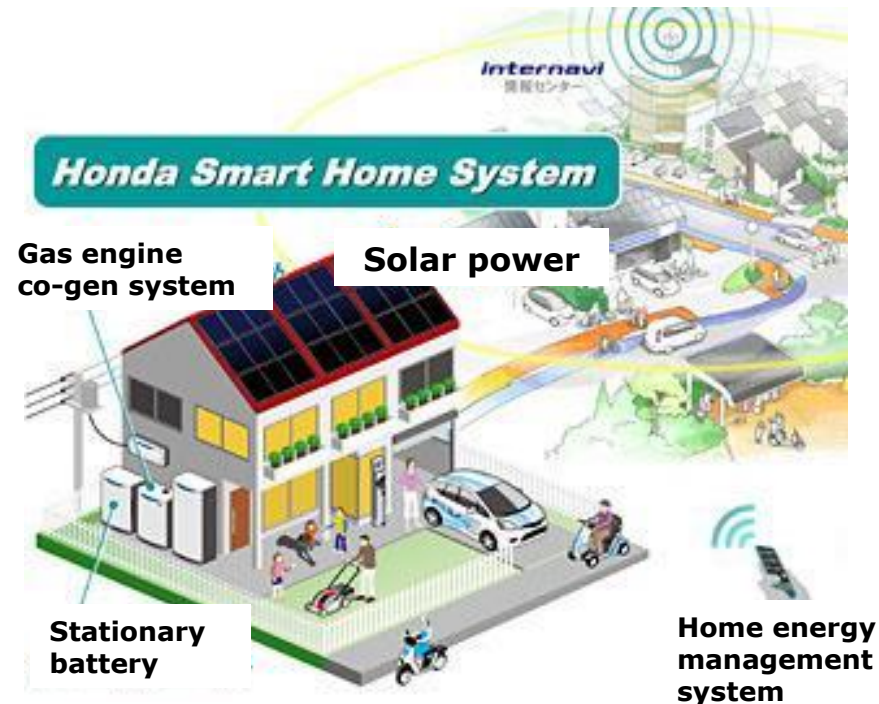 internavi
情報センター
Honda Smart Home System
Gas engine
co-gen system
Solar power
Stationary
battery
Home energy
management
system